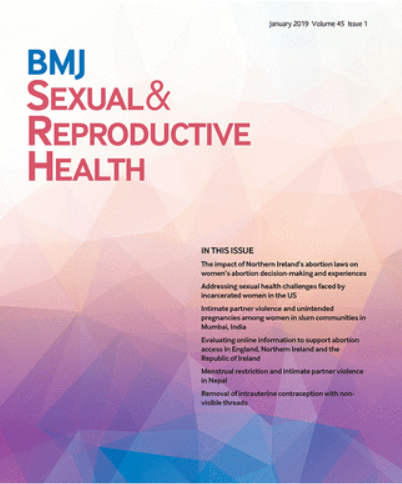 January 2019 Volume 45 Issue 1
BMJ
SEXUAL&
REPRODUCTIVE
HEALTH
IN THIS ISSUE
The impact of Northern Ireland's abortion laws on
women's abortion decision-making and experiences
Addressing sexual health challenges faced by
incarcerated women in the US
Intimate partner violence and unintended
pregnancies among women in slum communities in
Mumbai, India
Evaluating online information to support abortion
access in England, Northern Ireland and the
Republic of Ireland
Menstrual restriction and intimate partner violence
in Nepal
Removal of intrauterine contraception with non-
visible threads